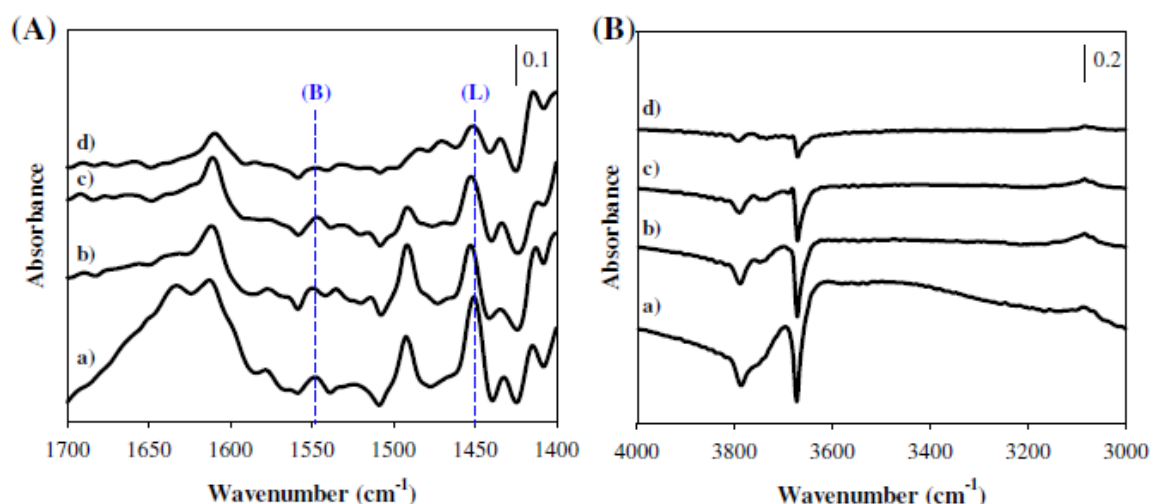 (A)
0.1
(B)
(L)
d)
c)
b)
a)
Absorbance
1700 1650 1600 1550 1500 1450 1400
Wavenumber (cm⁻¹)
(B)
0.2
d)
c)
b)
a)
Absorbance
4000 3800 3600 3400 3200 3000
Wavenumber (cm⁻¹)